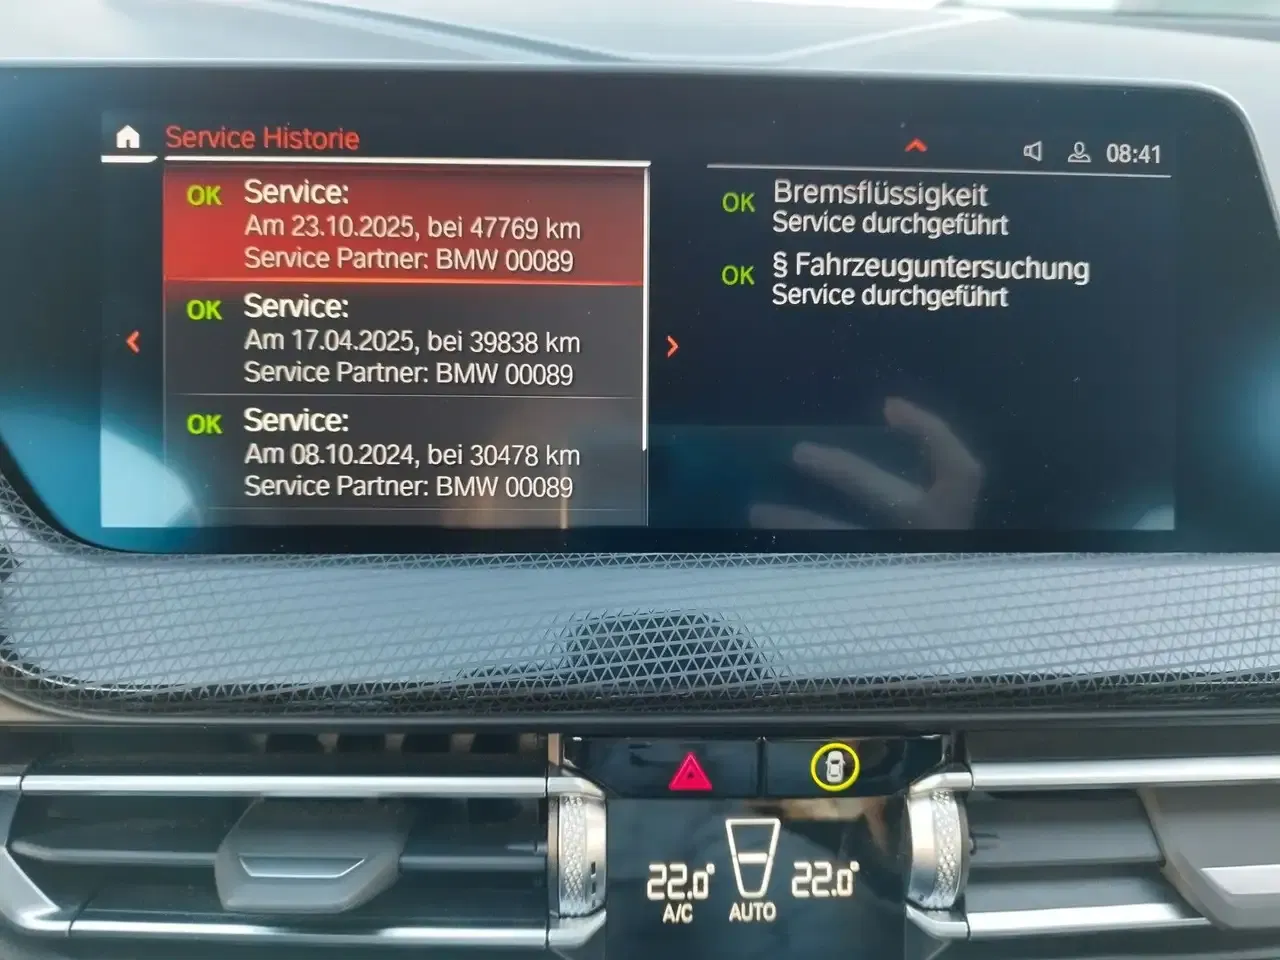 Service Historie
08:41
OK Service:
Am 23.10.2025, bei 47769 km
Service Partner: BMW 00089
OK Service:
Am 17.04.2025, bei 39838 km
Service Partner: BMW 00089
OK Service:
Am 08.10.2024, bei 30478 km
Service Partner: BMW 00089
OK Bremsflüssigkeit
Service durchgeführt
OK § Fahrzeuguntersuchung
Service durchgeführt
22.0° 22.0°
A/C AUTO